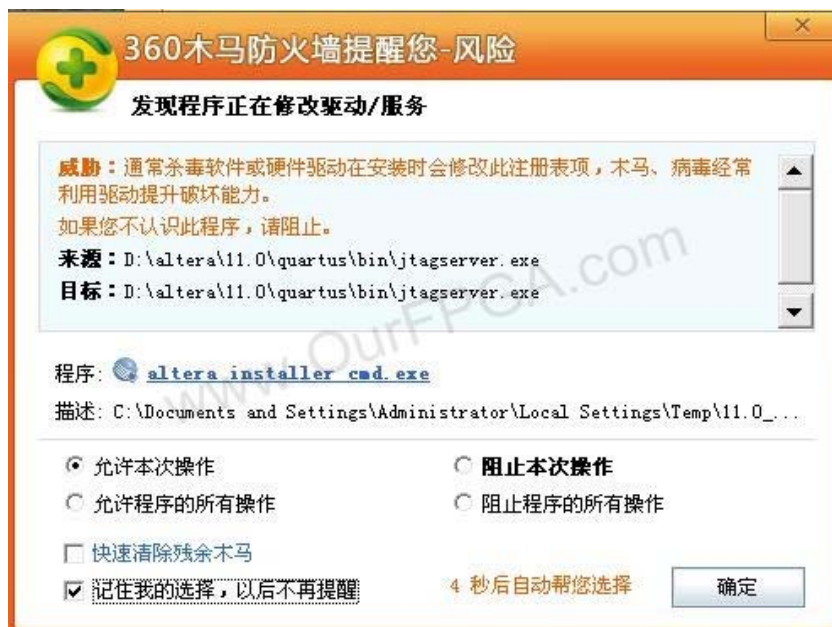 360木马防火墙提醒您-风险
发现程序正在修改驱动/服务
威胁：通常杀毒软件或硬件驱动在安装时会修改此注册表项，木马、病毒经常
利用驱动提升破坏能力。
如果您不认识此程序，请阻止。
来源：D:\altera\11.0\quartus\bin\jtagserver.exe
目标：D:\altera\11.0\quartus\bin\jtagserver.exe
www.OurFPGA.com
程序: altera installer cmd.exe
描述: C:\Documents and Settings\Administrator\Local Settings\Temp\11.0_...
允许本次操作
阻止本次操作
允许程序的所有操作
阻止程序的所有操作
快速清除残余木马
记住我的选择，以后不再提醒
4 秒后自动帮您选择
确定